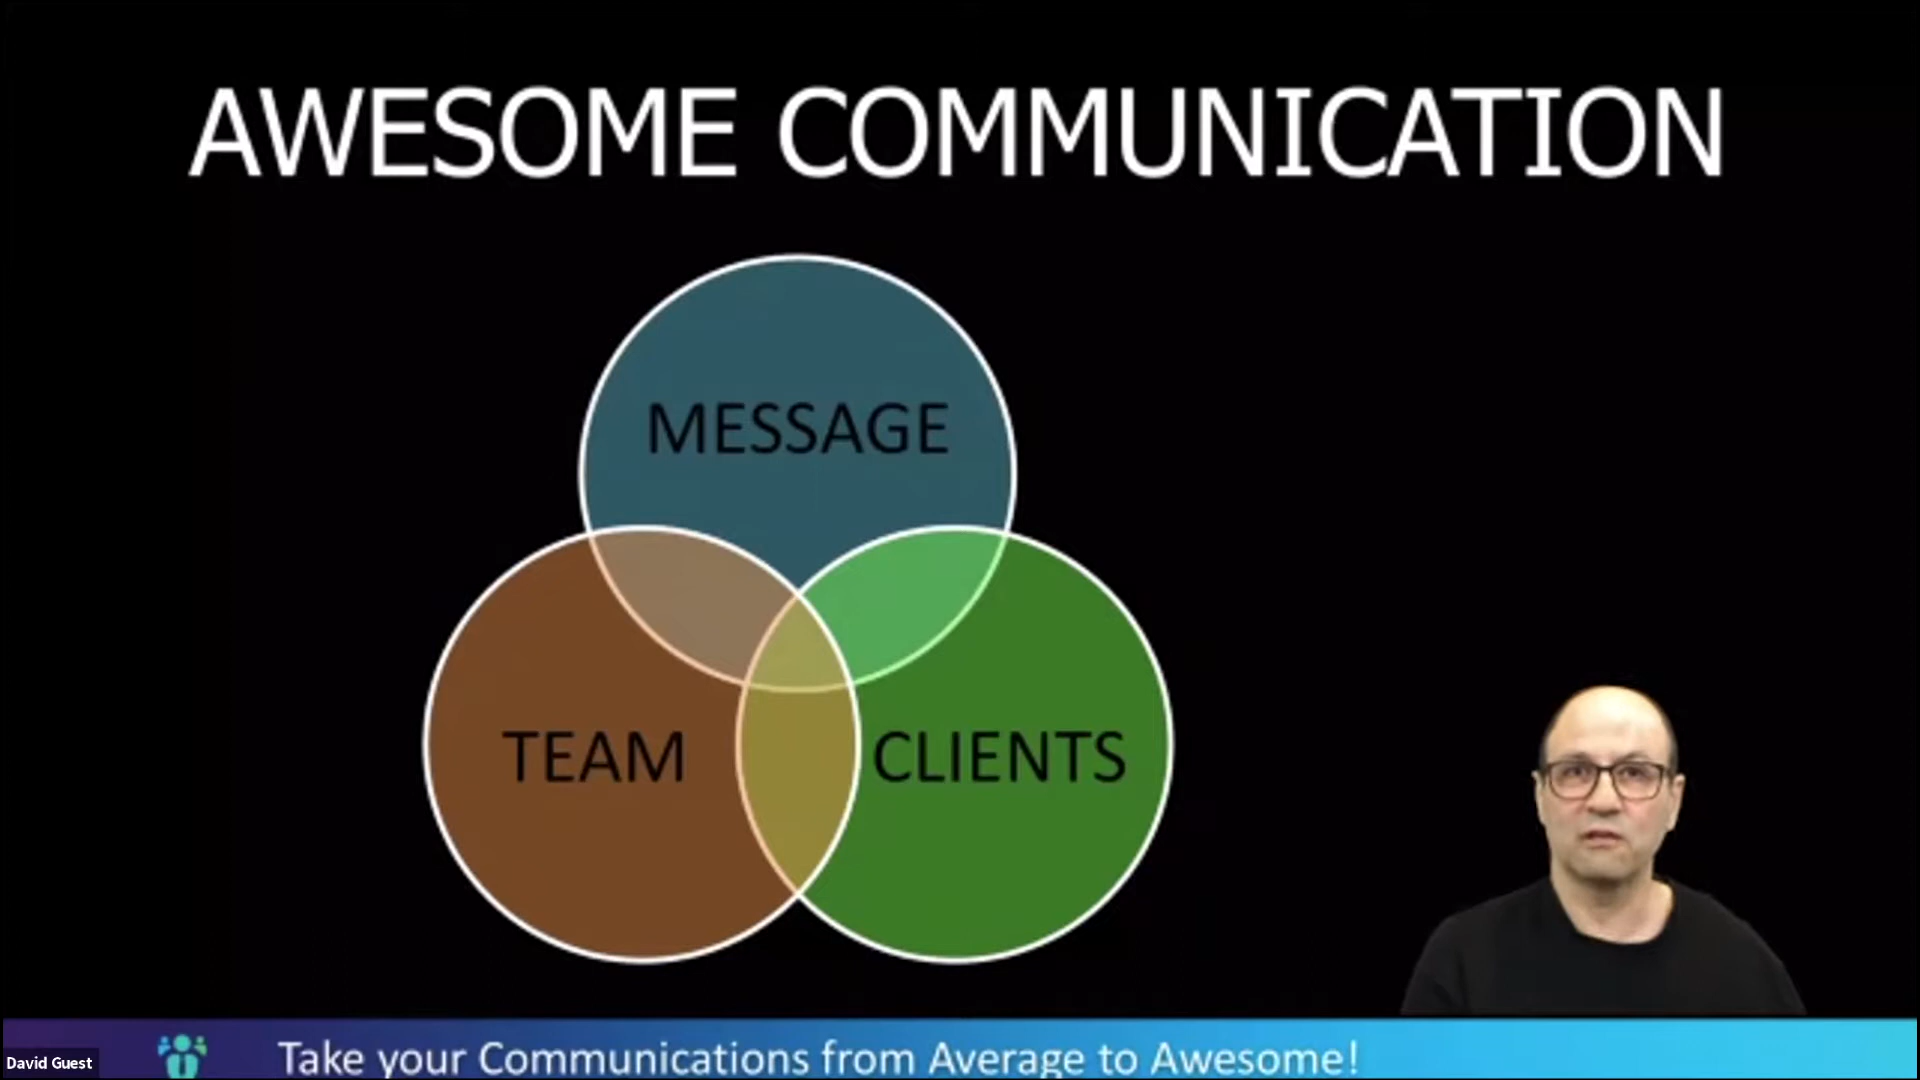 AWESOME COMMUNICATION
MESSAGE
TEAM
CLIENTS
Take your Communications from Average to Awesome!
David Guest